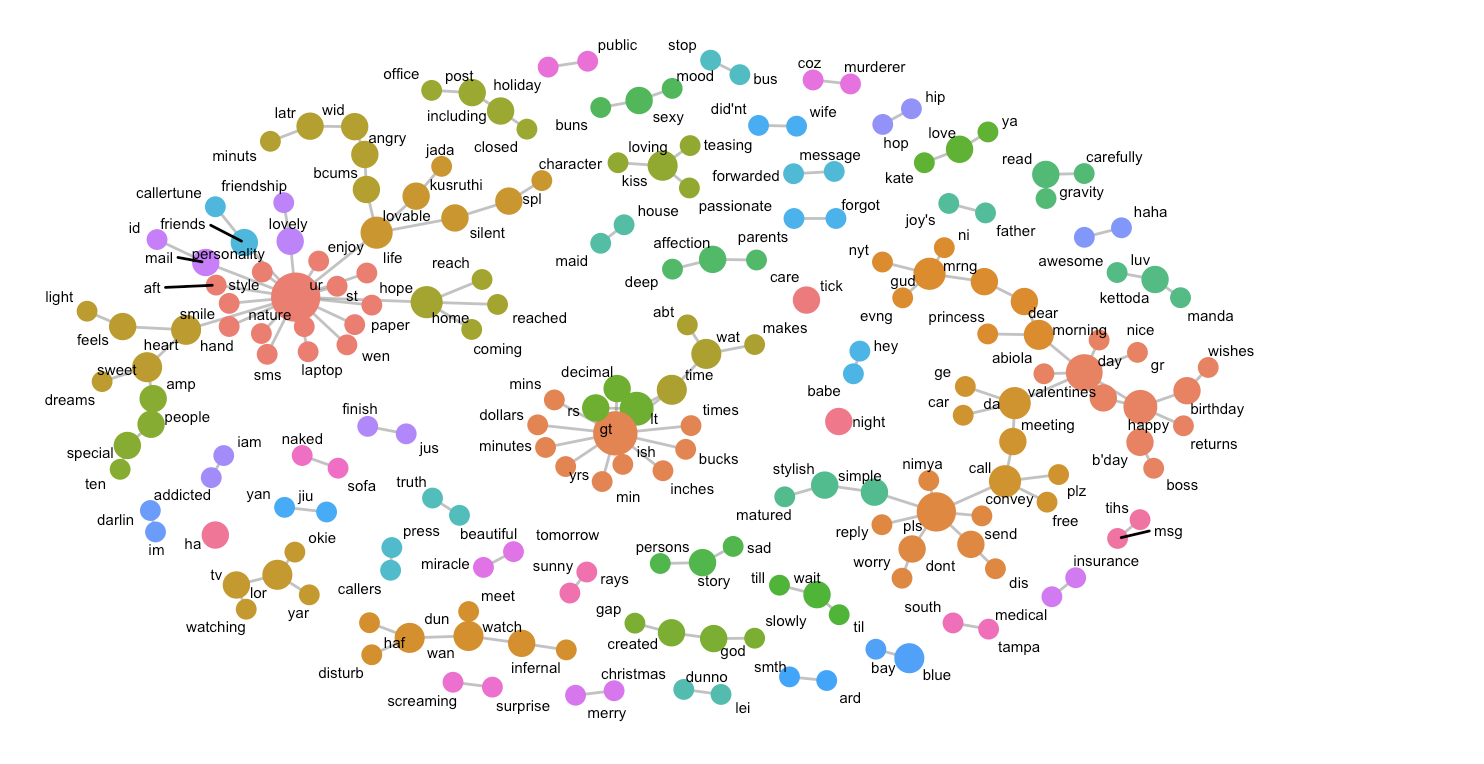 public
stop
bus
coz
murderer
office
post
holiday
including
closed
mood
buns
sexy
did'nt
wife
hip
hop
love
ya
kate
read
carefully
gravity
latr
wid
angry
minuts
bcums
jada
kusruthi
character
spl
lovable
silent
loving
teasing
kiss
passionate
message
forwarded
forgot
joy's
father
haha
callertune
friendship
friends
id
mail
personality
lovely
enjoy
life
aft
style
ur
st
hope
smile
nature
paper
hand
wen
sms
laptop
reach
reached
home
coming
house
maid
affection
parents
deep
care
tick
nyt
ni
mrng
gud
evng
dear
princess
morning
awesome
luv
kettoda
manda
light
feels
heart
sweet
dreams
amp
people
special
ten
abt
wat
makes
time
decimal
mins
rs
lt
dollars
gt
times
minutes
ish
bucks
yrs
min
inches
hey
babe
night
abiola
day
nice
gr
wishes
valentines
birthday
happy
returns
b'day
boss
ge
car
da
meeting
call
convey
plz
free
nimya
stylish
simple
matured
reply
pls
send
worry
dont
dis
tihs
msg
insurance
medical
finish
jus
iam
addicted
naked
sofa
darlin
im
yan
jiu
ha
truth
press
callers
beautiful
miracle
tomorrow
sunny
rays
okie
tv
lor
yar
watching
meet
dun
watch
haf
wan
disturb
infernal
persons
sad
story
till
wait
slowly
til
gap
created
god
south
tampa
smth
ard
bay
blue
screaming
surprise
christmas
merry
dunno
lei